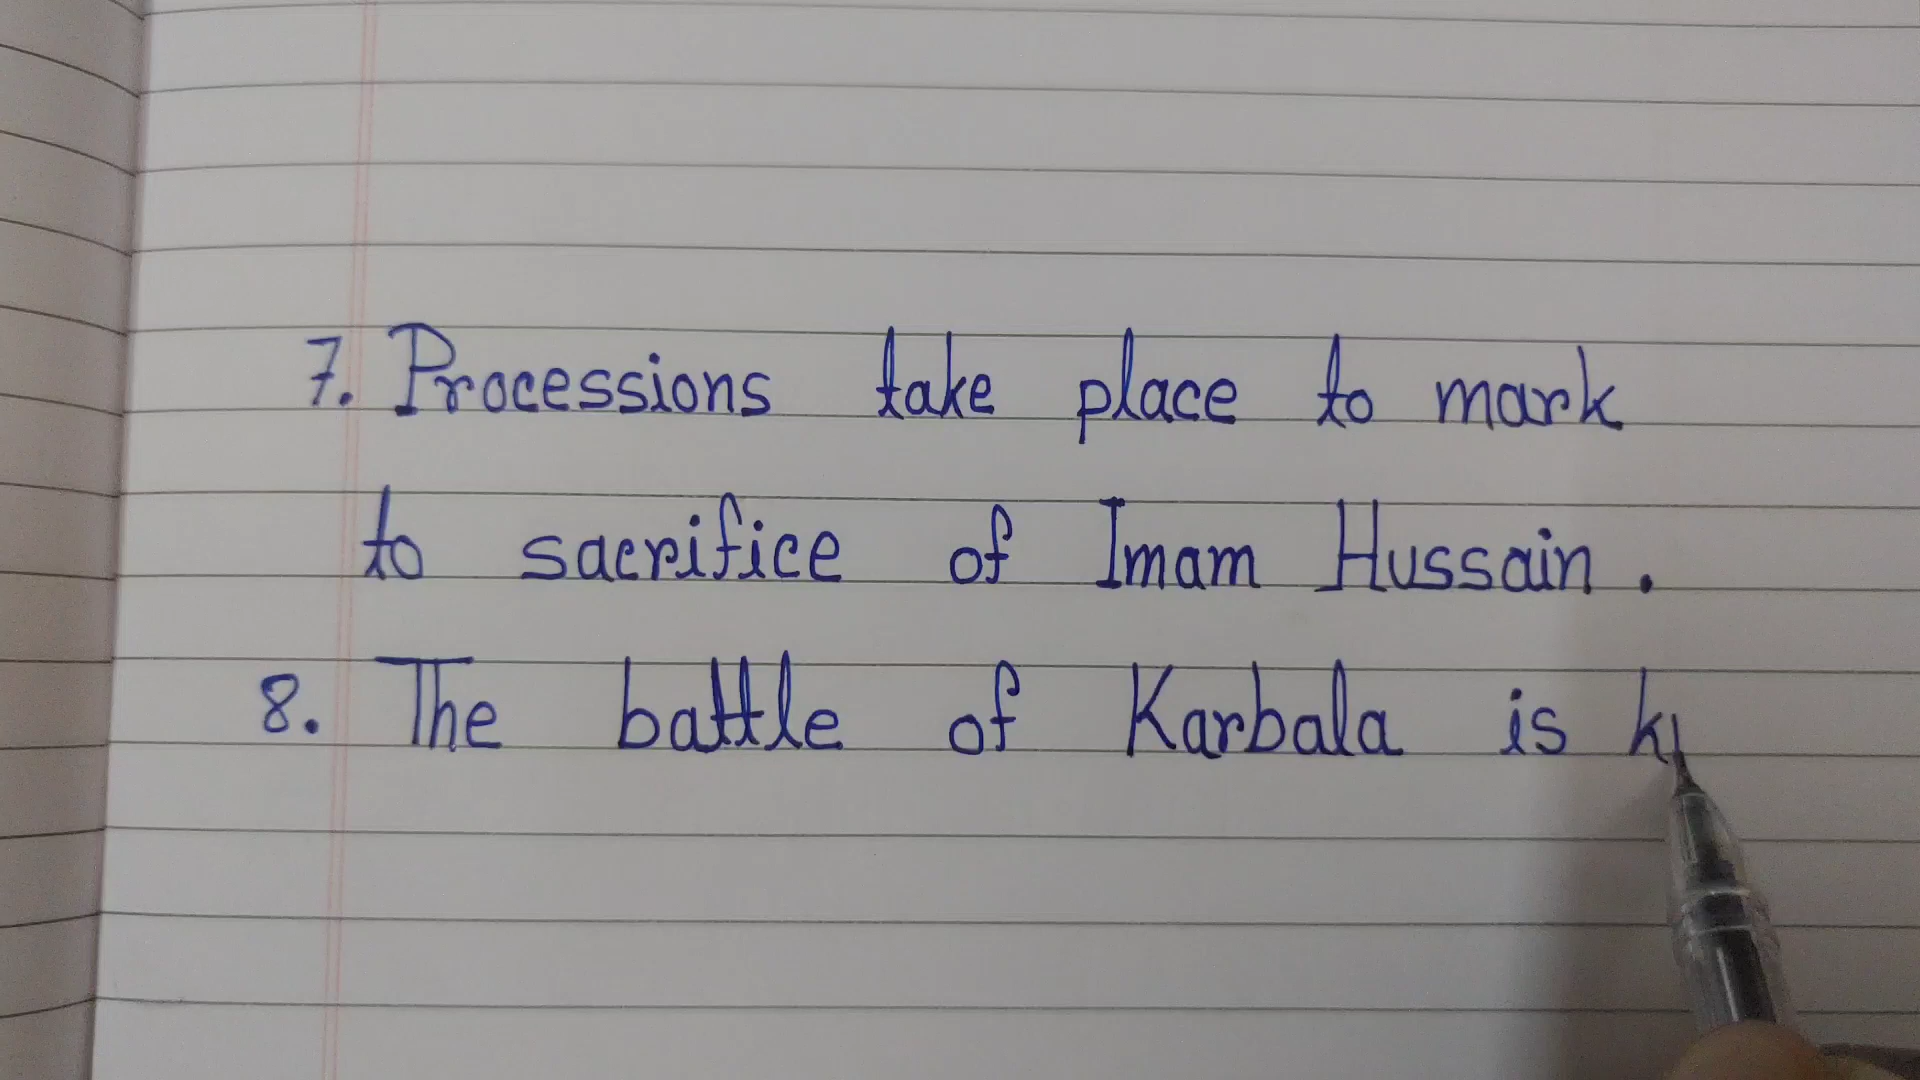 7. Processions take place to mark
to sacrifice of Imam Hussain.
8. The battle of Karbala is